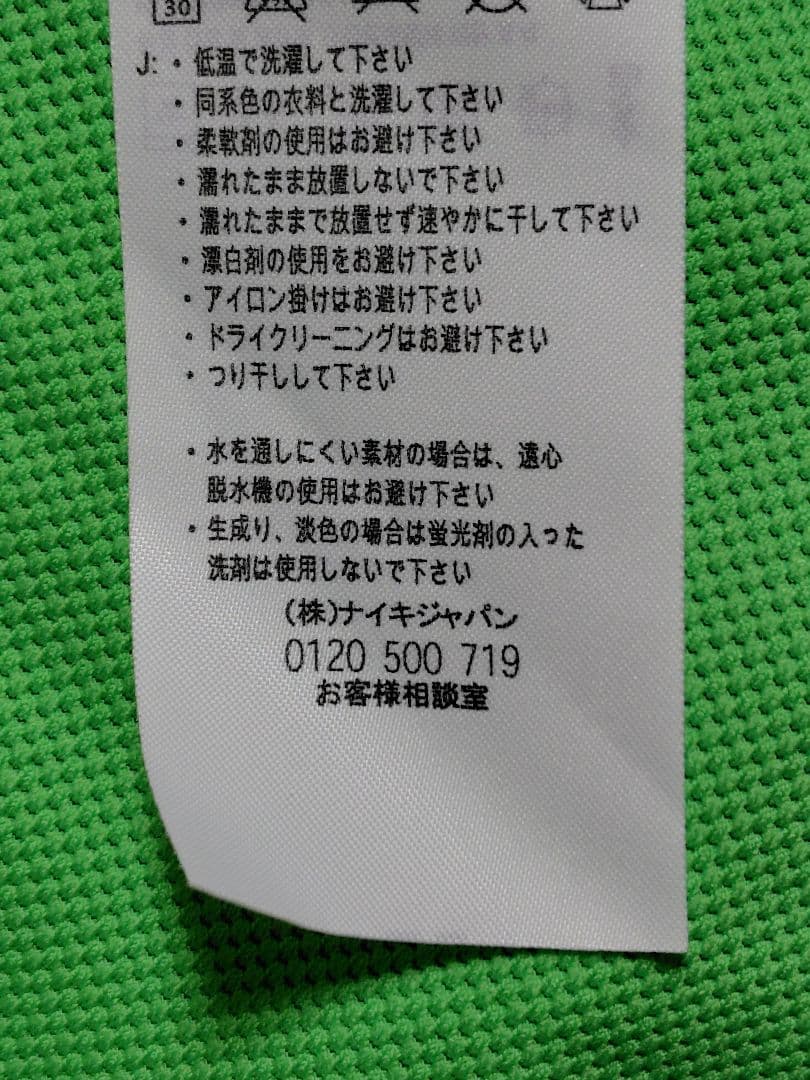 30
J: ・低温で洗濯して下さい
・同系色の衣料と洗濯して下さい
・柔軟剤の使用はお避け下さい
・濡れたまま放置しないで下さい
・濡れたままで放置せず速やかに干して下さい
・漂白剤の使用をお避け下さい
・アイロン掛けはお避け下さい
・ドライクリーニングはお避け下さい
・つり干しして下さい
・水を通しにくい素材の場合は、遠心
脱水機の使用はお避け下さい
・生成り、淡色の場合は蛍光剤の入った
洗剤は使用しないで下さい
(株)ナイキジャパン
0120 500 719
お客様相談室